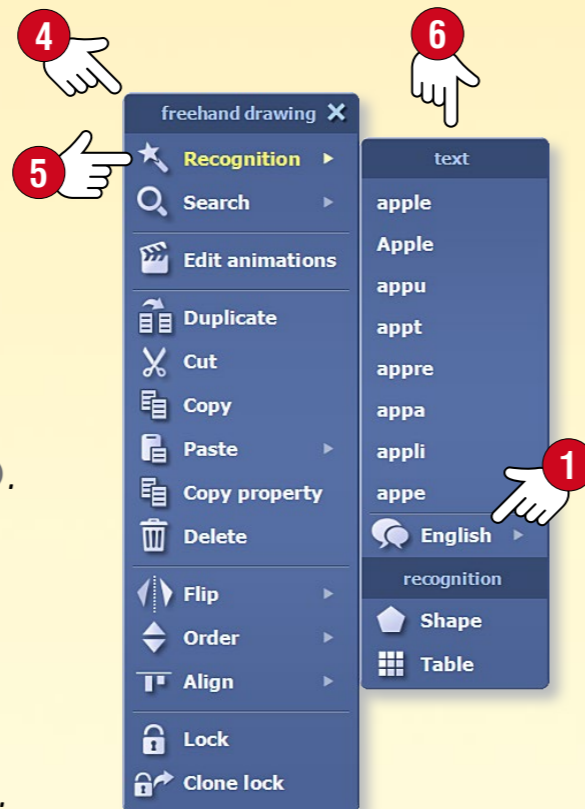 4
6
freehand drawing
5
Recognition
Search
Edit animations
Duplicate
Cut
Copy
Paste
Copy property
Delete
Flip
Order
Align
Lock
Clone lock
text
apple
Apple
appu
appt
appre
appa
appli
appe
1
English
recognition
Shape
Table
).
.